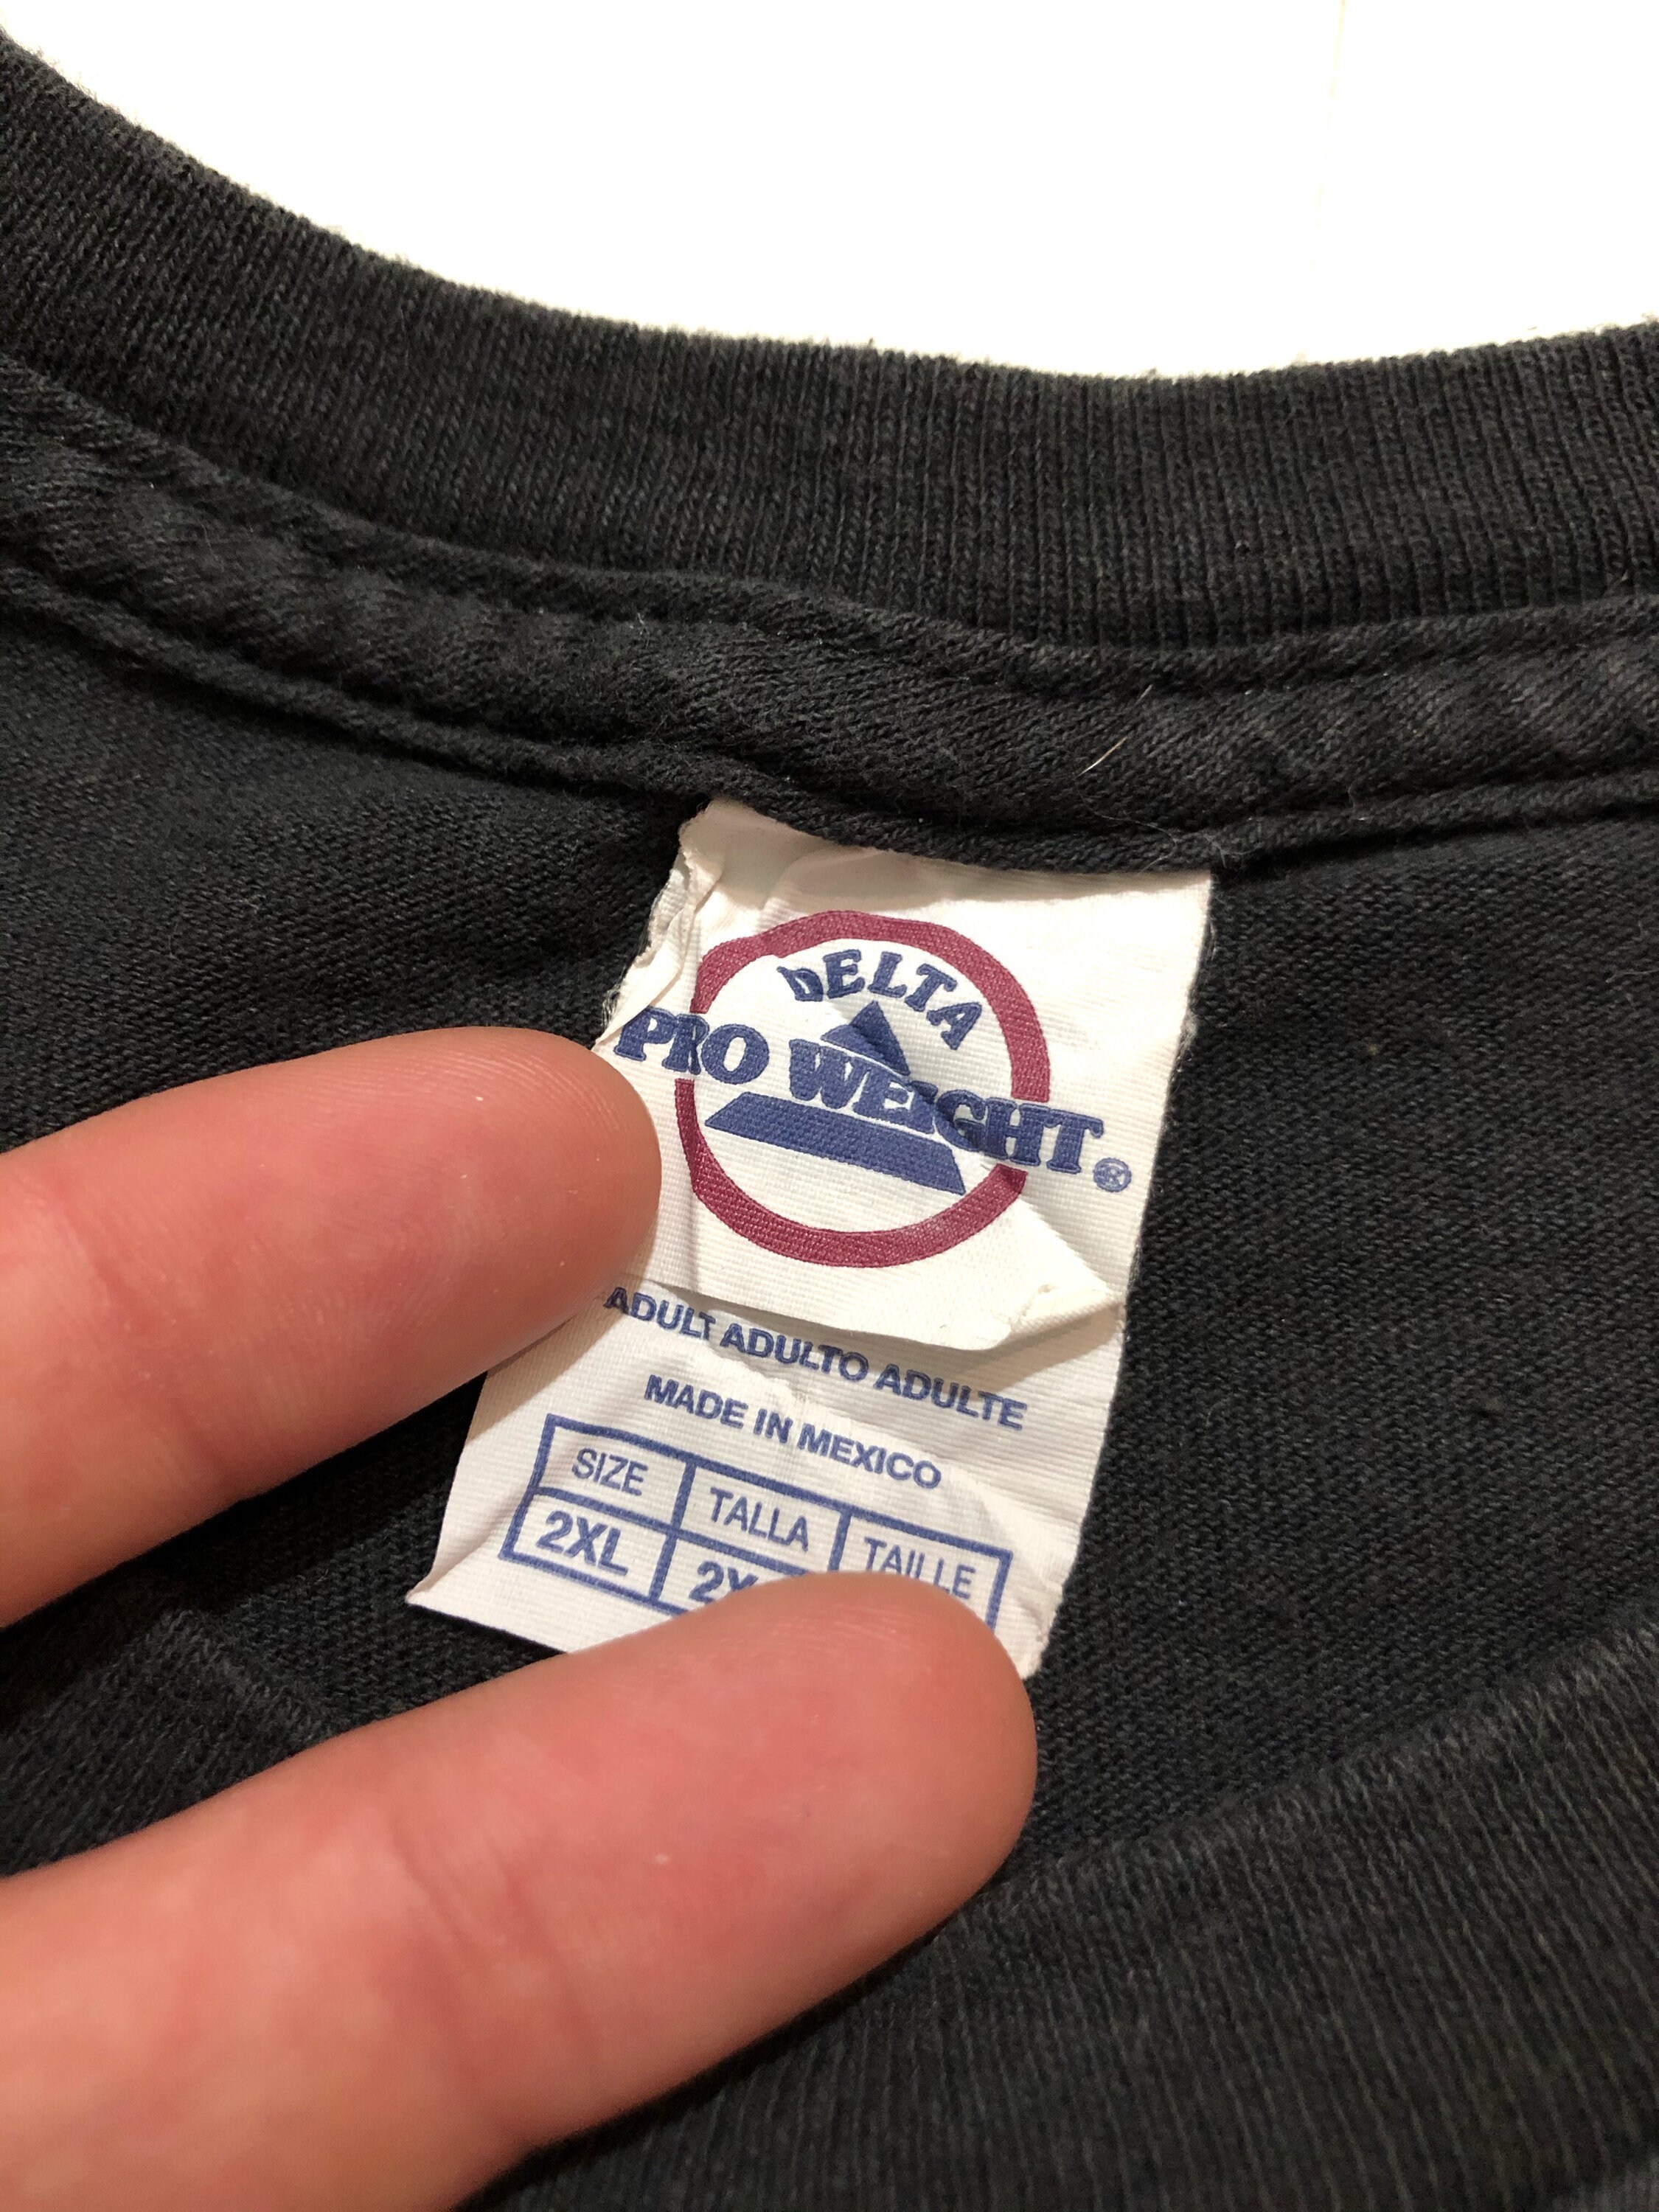 DELTA
PRO WEIGHT®
ADULT ADULTO ADULTE
MADE IN MEXICO
SIZE TALLA TAILLE
2XL